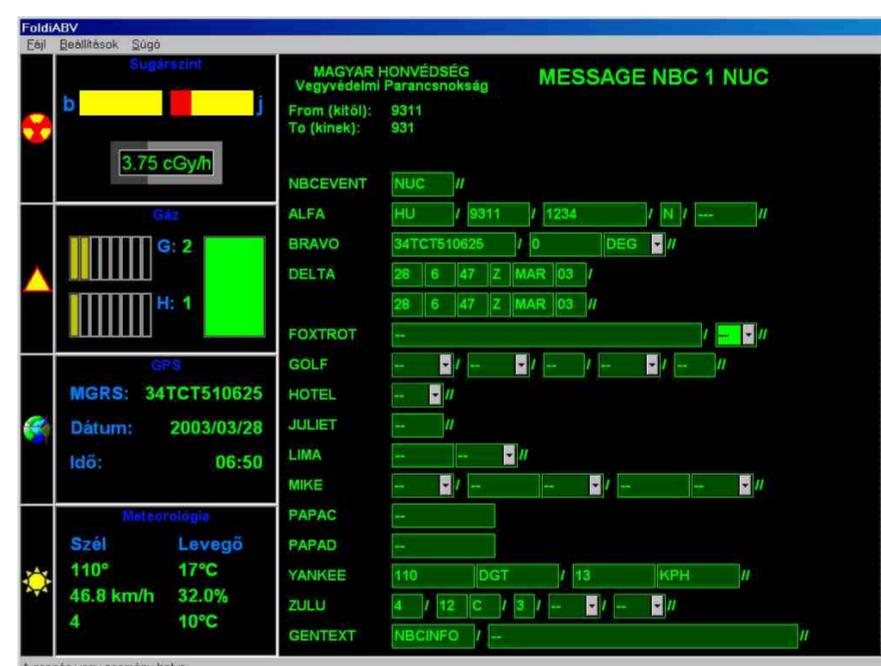 FoldiABV
Fájl Beállítások Súgó
Sugárszint
b j
3.75 cGy/h
Gáz
G: 2
H: 1
GPS
MGRS: 34TCT510625
Dátum: 2003/03/28
Idő: 06:50
Meteorológia
Szél Levegő
110° 17°C
46.8 km/h 32.0%
4 10°C
MAGYAR HONVÉDSÉG
Vegyvédelmi Parancsnokság
MESSAGE NBC 1 NUC
From (kitől): 9311
To (kinek): 931
NBCEVENT NUC //
ALFA HU / 9311 / 1234 / N / --- //
BRAVO 34TCT510625 / 0 DEG //
DELTA 28 6 47 Z MAR 03 /
28 6 47 Z MAR 03 //
FOXTROT -- / -- //
GOLF -- / -- / -- / -- / -- //
HOTEL -- //
JULIET -- //
LIMA -- -- //
MIKE -- / -- -- / -- -- //
PAPAC --
PAPAD --
YANKEE 110 DGT / 13 KPH //
ZULU 4 / 12 C / 3 / -- / -- //
GENTEXT NBCINFO / -- //